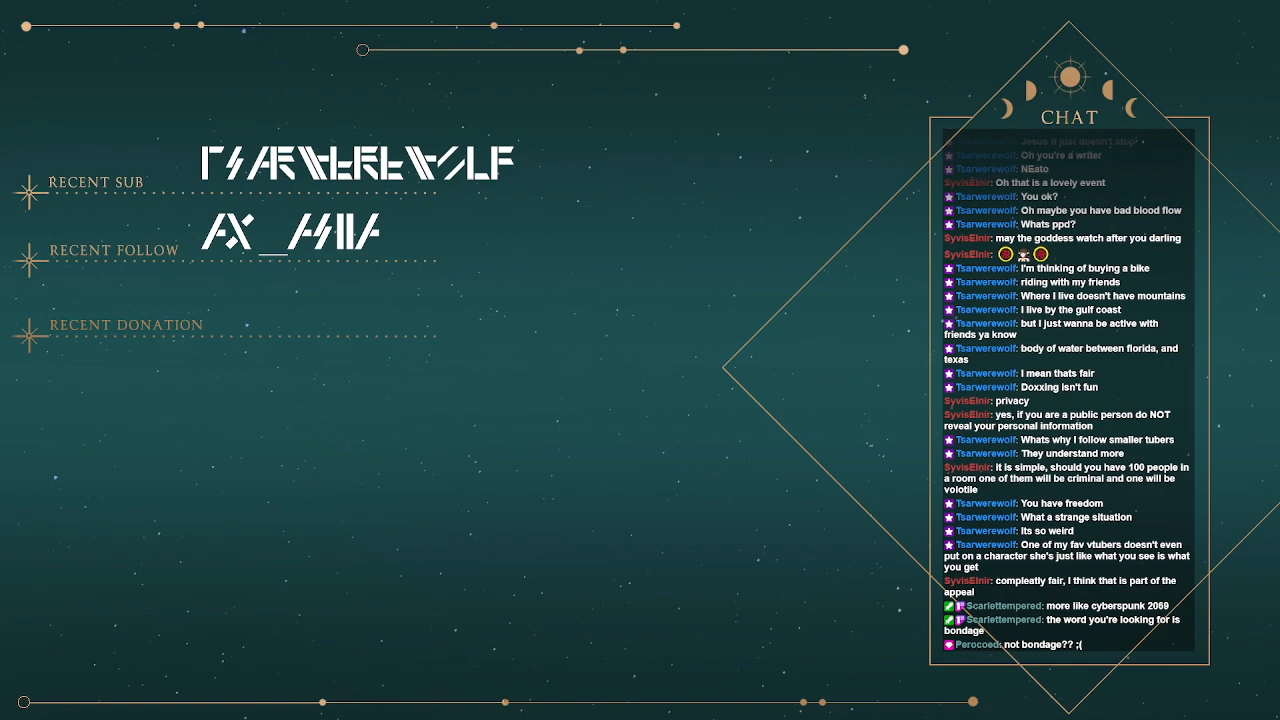 TSARWEREWOLF
RECENT SUB
RECENT FOLLOW
RECENT DONATION
CHAT
Tsarwerewolf: Jesus it just doesn't stop
Tsarwerewolf: Oh you're a writer
Tsarwerewolf: NEato
SyvisElnir: Oh that is a lovely event
Tsarwerewolf: You ok?
Tsarwerewolf: Oh maybe you have bad blood flow
Tsarwerewolf: Whats ppd?
SyvisElnir: may the goddess watch after you darling
SyvisElnir:
Tsarwerewolf: I'm thinking of buying a bike
Tsarwerewolf: riding with my friends
Tsarwerewolf: Where I live doesn't have mountains
Tsarwerewolf: I live by the gulf coast
Tsarwerewolf: but I just wanna be active with
friends ya know
Tsarwerewolf: body of water between florida, and
texas
Tsarwerewolf: I mean thats fair
Tsarwerewolf: Doxxing isn't fun
SyvisElnir: privacy
SyvisElnir: yes, if you are a public person do NOT
reveal your personal information
Tsarwerewolf: Whats why I follow smaller tubers
Tsarwerewolf: They understand more
SyvisElnir: it is simple, should you have 100 people in
a room one of them will be criminal and one will be
volotile
Tsarwerewolf: You have freedom
Tsarwerewolf: What a strange situation
Tsarwerewolf: Its so weird
Tsarwerewolf: One of my fav vtubers doesn't even
put on a character she's just like what you see is what
you get
SyvisElnir: compleatly fair, I think that is part of the
appeal
Scarlettempered: more like cyberspunk 2069
Scarlettempered: the word you're looking for is
bondage
Perocoed: not bondage?? ;(